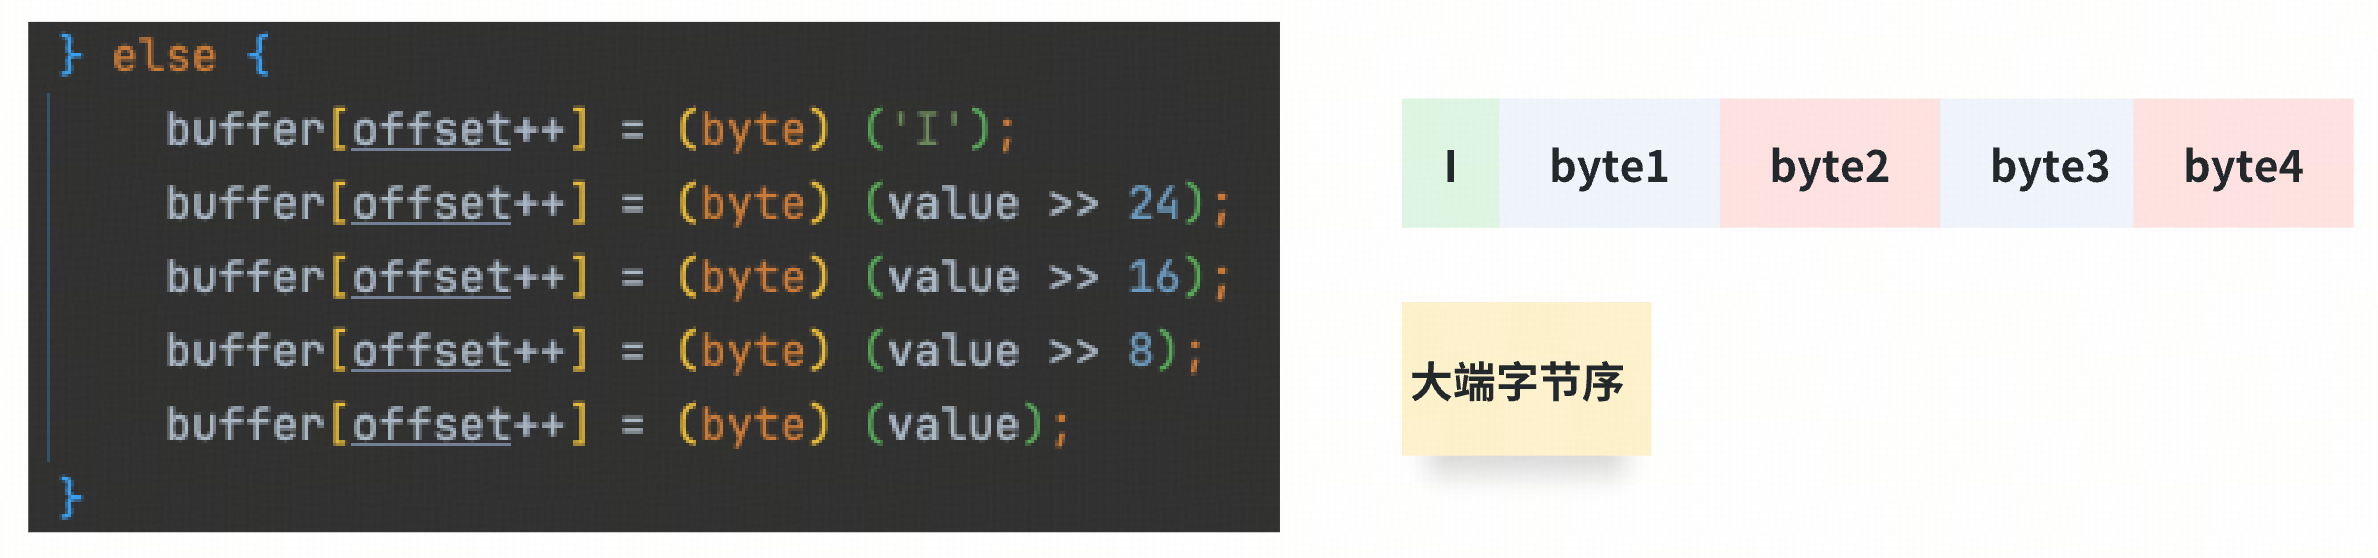 } else {
buffer[offset++] = (byte) ('I');
buffer[offset++] = (byte) (value >> 24);
buffer[offset++] = (byte) (value >> 16);
buffer[offset++] = (byte) (value >> 8);
buffer[offset++] = (byte) (value);
}
I byte1 byte2 byte3 byte4
大端字节序